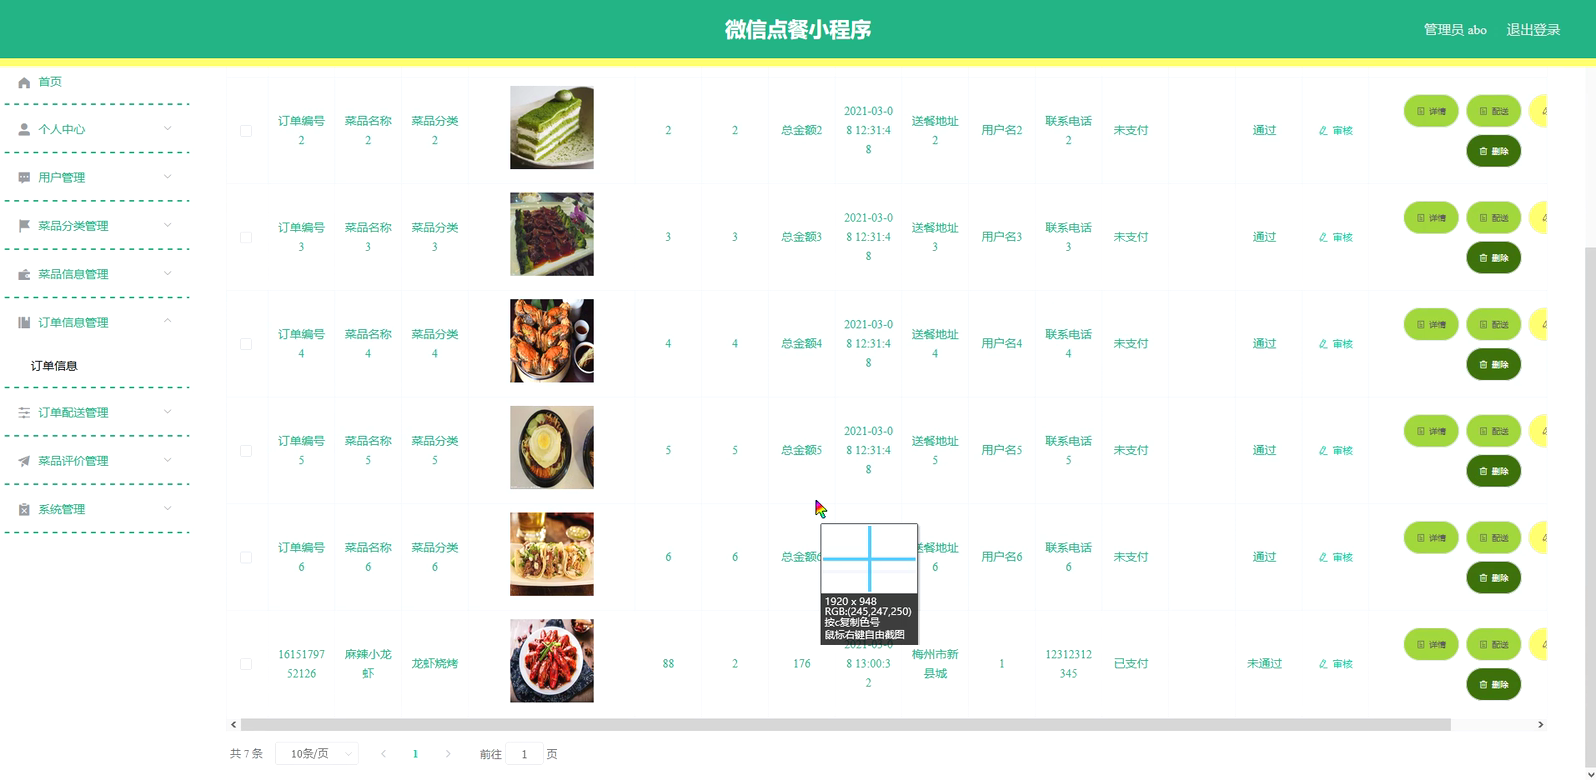 微信点餐小程序
管理员 abo 退出登录
首页
个人中心
用户管理
菜品分类管理
菜品信息管理
订单信息管理
订单信息
订单配送管理
菜品评价管理
系统管理
订单编号2 菜品名称2 菜品分类2 2 2 总金额2 2021-03-08 12:31:48 送餐地址2 用户名2 联系电话2 未支付 通过 审核 详情 配送 删除
订单编号3 菜品名称3 菜品分类3 3 3 总金额3 2021-03-08 12:31:48 送餐地址3 用户名3 联系电话3 未支付 通过 审核 详情 配送 删除
订单编号4 菜品名称4 菜品分类4 4 4 总金额4 2021-03-08 12:31:48 送餐地址4 用户名4 联系电话4 未支付 通过 审核 详情 配送 删除
订单编号5 菜品名称5 菜品分类5 5 5 总金额5 2021-03-08 12:31:48 送餐地址5 用户名5 联系电话5 未支付 通过 审核 详情 配送 删除
订单编号6 菜品名称6 菜品分类6 6 6 总金额6 送餐地址6 用户名6 联系电话6 未支付 通过 审核 详情 配送 删除
1920 x 948
RGB:(245,247,250)
按c复制色号
鼠标右键自由截图
1615179752126 麻辣小龙虾 龙虾烧烤 88 2 176 2021-03-08 13:00:32 梅州市新县城 1 12312312345 已支付 未通过 审核 详情 配送 删除
共 7 条 10条/页 1 前往 1 页